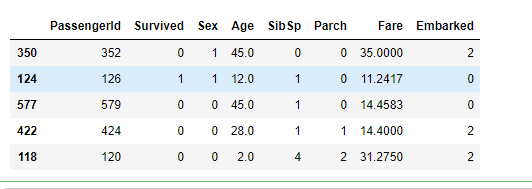 PassengerId Survived Sex Age SibSp Parch Fare Embarked
350 352 0 1 45.0 0 0 35.0000 2
124 126 1 1 12.0 1 0 11.2417 0
577 579 0 0 45.0 1 0 14.4583 0
422 424 0 0 28.0 1 1 14.4000 2
118 120 0 0 2.0 4 2 31.2750 2